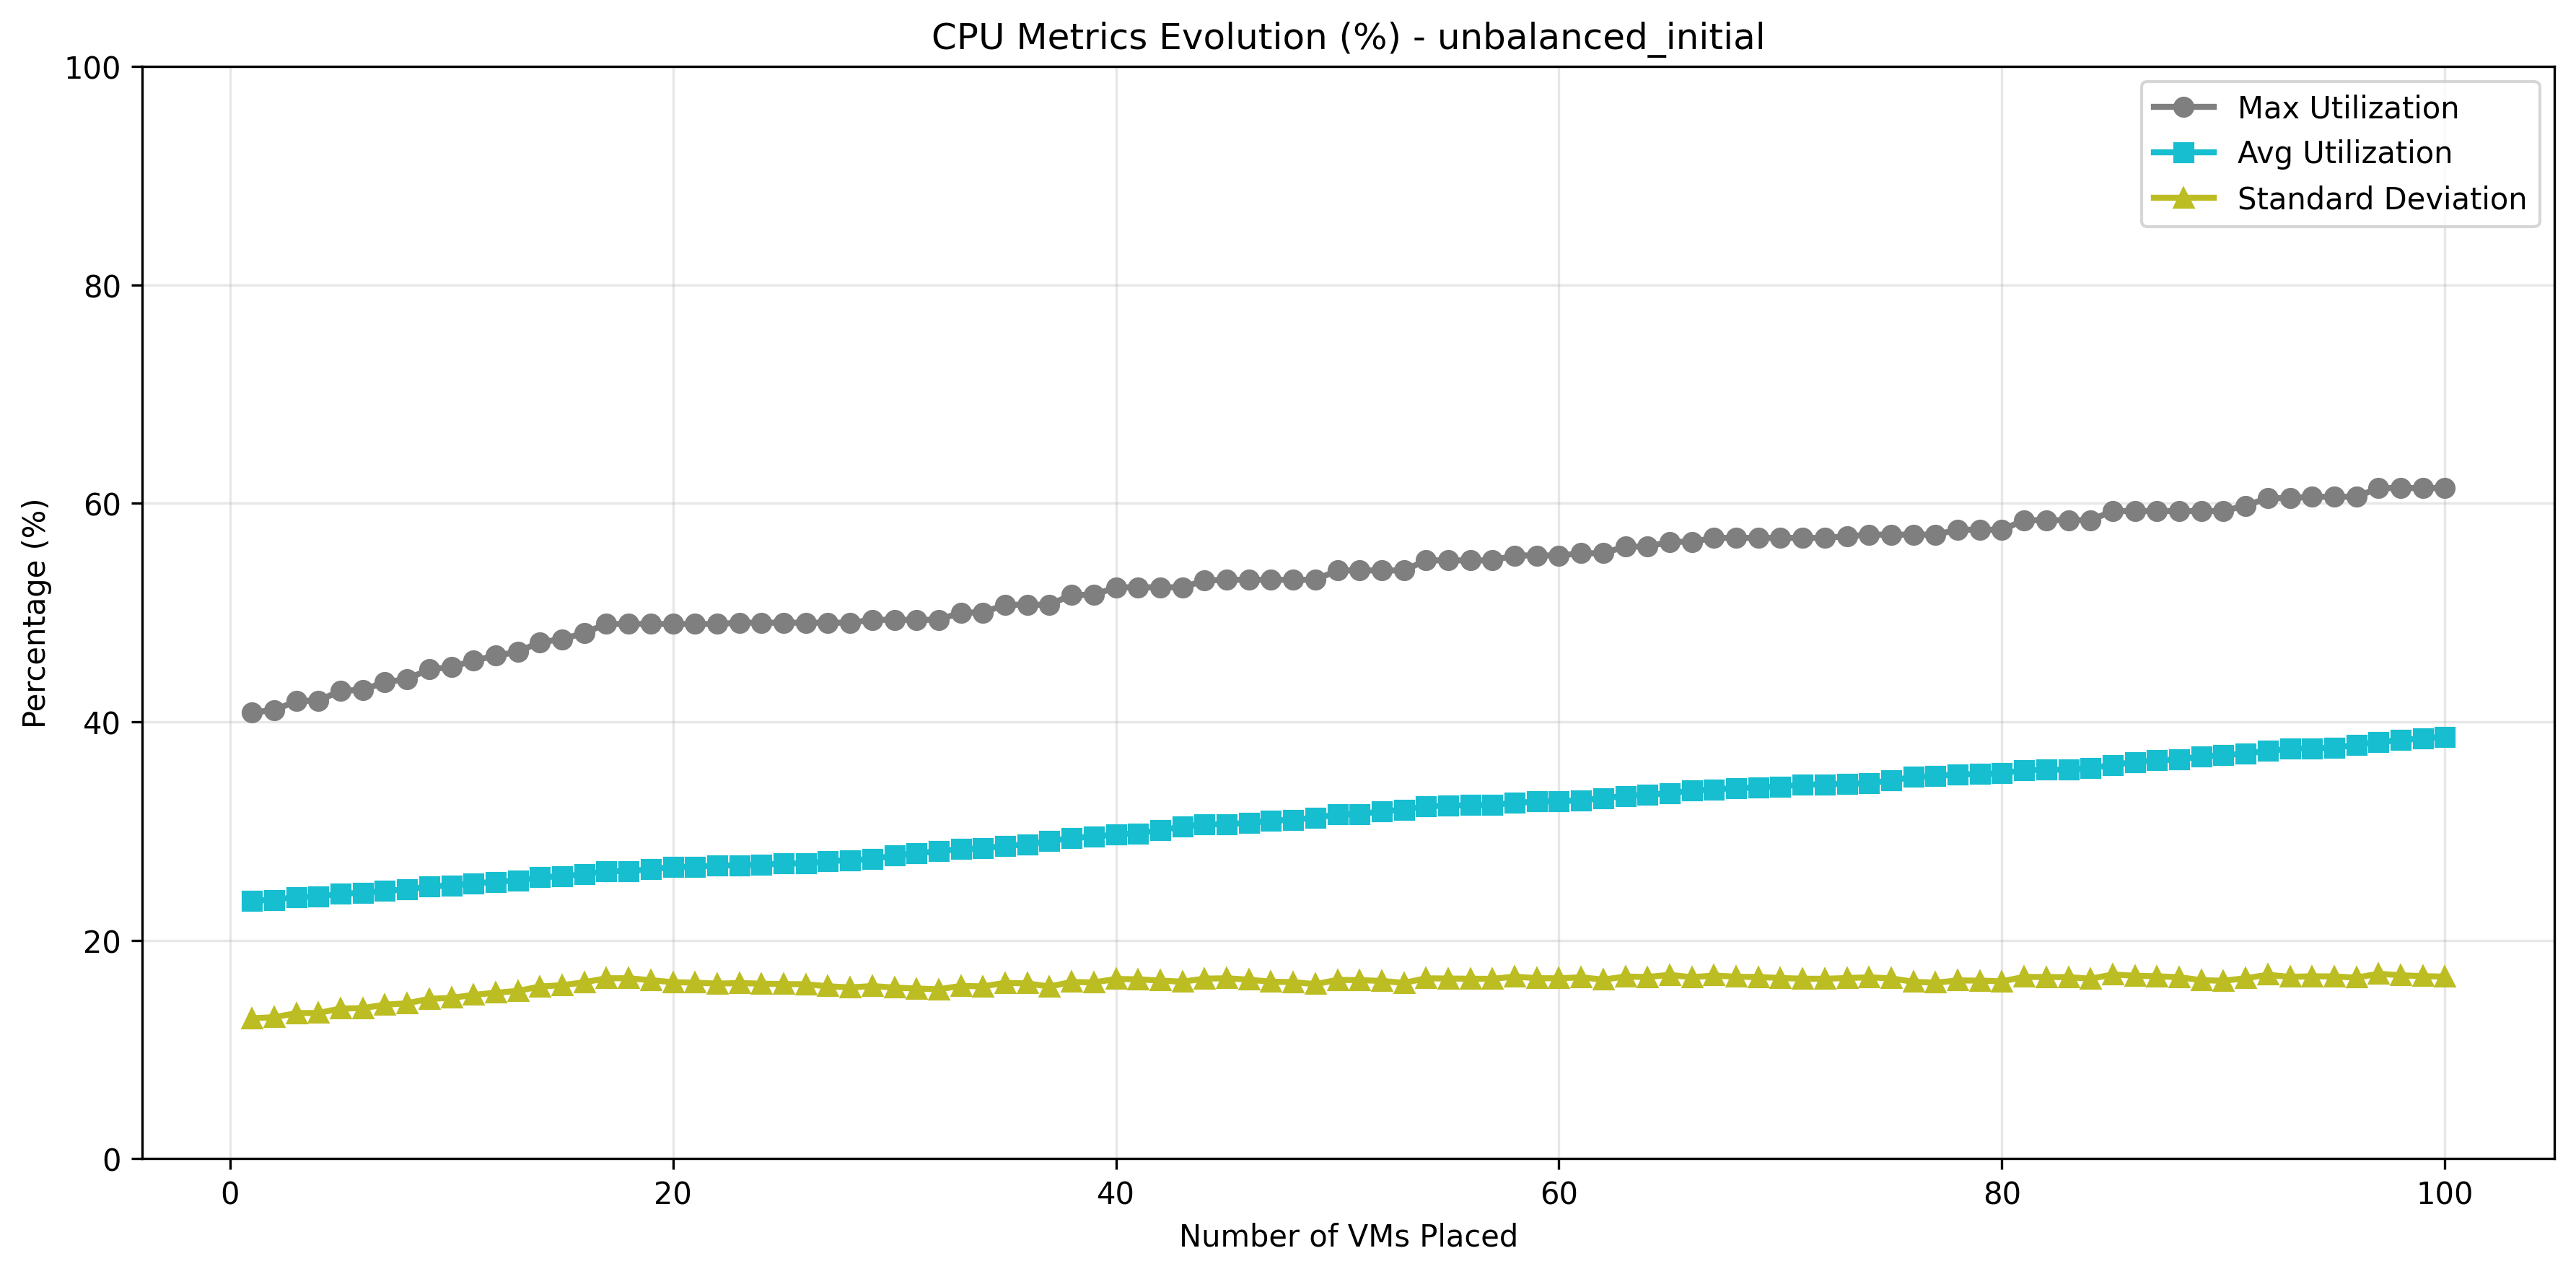 CPU Metrics Evolution (%) - unbalanced_initial
100
80
60
40
20
0
Percentage (%)
Max Utilization
Avg Utilization
Standard Deviation
0 20 40 60 80 100
Number of VMs Placed